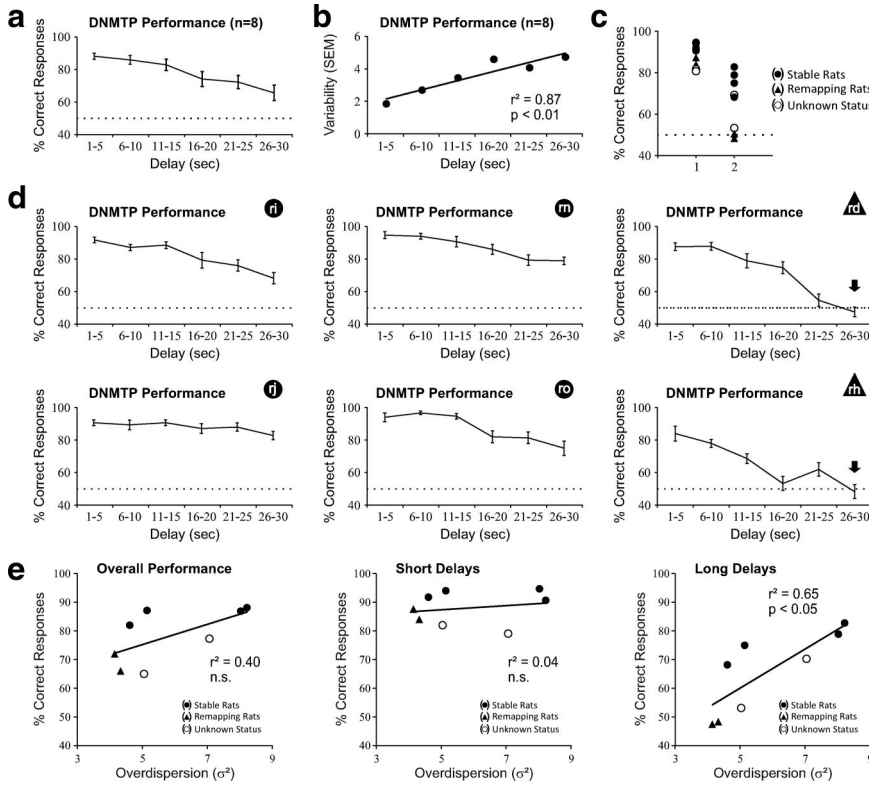 a
DNMTP Performance (n=8)
% Correct Responses
100
80
60
40
1-5 6-10 11-15 16-20 21-25 26-30
Delay (sec)
b
DNMTP Performance (n=8)
Variability (SEM)
6
4
2
0
r² = 0.87
p < 0.01
1-5 6-10 11-15 16-20 21-25 26-30
Delay (sec)
c
% Correct Responses
100
80
60
40
1 2
Stable Rats
Remapping Rats
Unknown Status
d
DNMTP Performance
ri
% Correct Responses
100
80
60
40
1-5 6-10 11-15 16-20 21-25 26-30
Delay (sec)
DNMTP Performance
rn
% Correct Responses
100
80
60
40
1-5 6-10 11-15 16-20 21-25 26-30
Delay (sec)
DNMTP Performance
rd
% Correct Responses
100
80
60
40
1-5 6-10 11-15 16-20 21-25 26-30
Delay (sec)
DNMTP Performance
rj
% Correct Responses
100
80
60
40
1-5 6-10 11-15 16-20 21-25 26-30
Delay (sec)
DNMTP Performance
ro
% Correct Responses
100
80
60
40
1-5 6-10 11-15 16-20 21-25 26-30
Delay (sec)
DNMTP Performance
rh
% Correct Responses
100
80
60
40
1-5 6-10 11-15 16-20 21-25 26-30
Delay (sec)
e
Overall Performance
% Correct Responses
100
90
80
70
60
50
40
r² = 0.40
n.s.
Stable Rats
Remapping Rats
Unknown Status
3 5 7 9
Overdispersion (σ²)
Short Delays
% Correct Responses
100
90
80
70
60
50
40
r² = 0.04
n.s.
Stable Rats
Remapping Rats
Unknown Status
3 5 7 9
Overdispersion (σ²)
Long Delays
% Correct Responses
100
90
80
70
60
50
40
r² = 0.65
p < 0.05
Stable Rats
Remapping Rats
Unknown Status
3 5 7 9
Overdispersion (σ²)